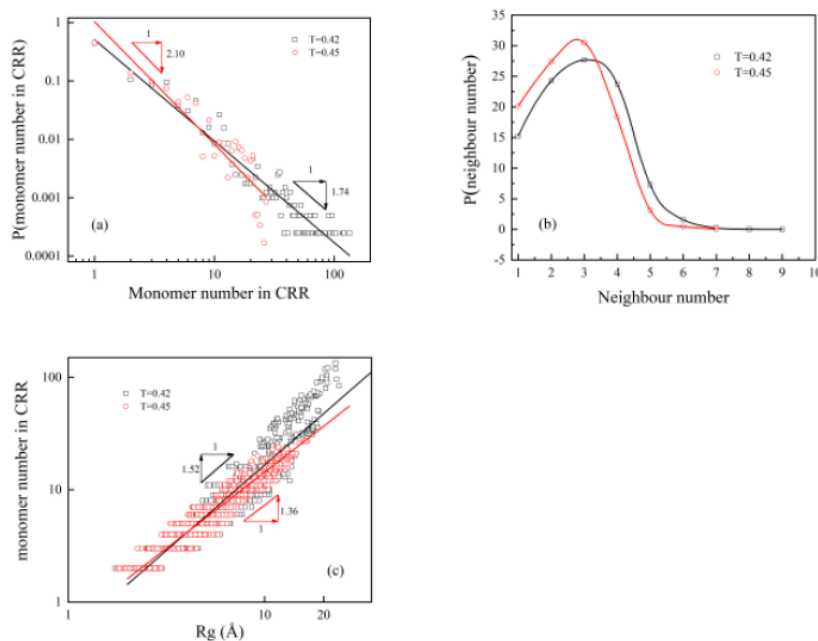 1
T=0.42
T=0.45
1
2.10
0.1
0.01
1
0.001
1.74
(a)
0.0001
1
10
100
P(monomer number in CRR)
Monomer number in CRR
35
30
25
20
15
10
5
0
-5
T=0.42
T=0.45
(b)
1 2 3 4 5 6 7 8 9 10
P(neighbour number)
Neighbour number
100
T=0.42
T=0.45
1
1.52
10
1.36
1
(c)
1
1
10
20
monomer number in CRR
Rg (Å)